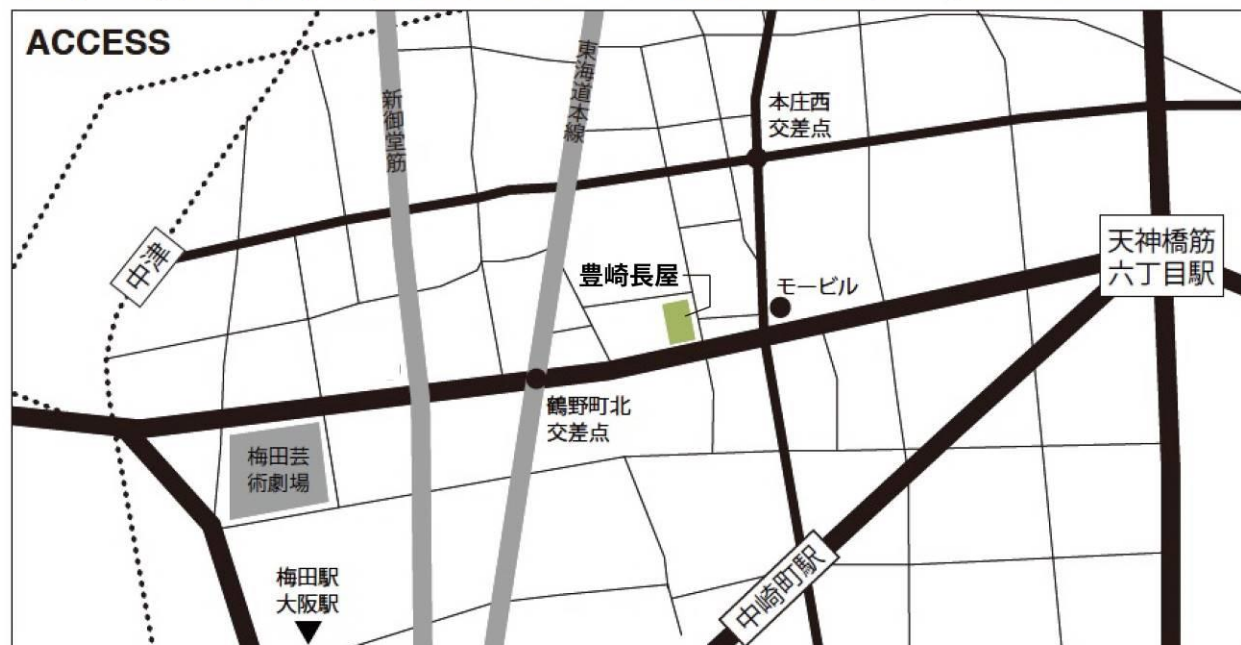 ACCESS
新御堂筋
東海道本線
本庄西
交差点
中津
天神橋筋
六丁目駅
豊崎長屋
モービル
鶴野町北
交差点
梅田芸
術劇場
中崎町駅
梅田駅
大阪駅